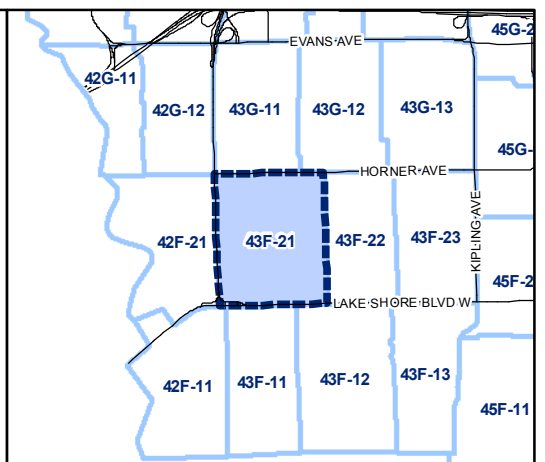 45G-2
EVANS AVE
42G-11
42G-12
43G-11
43G-12
43G-13
45G-
HORNER AVE
KIPLING AVE
42F-21
43F-21
43F-22
43F-23
45F-2
LAKE SHORE BLVD W
42F-11
43F-11
43F-12
43F-13
45F-11